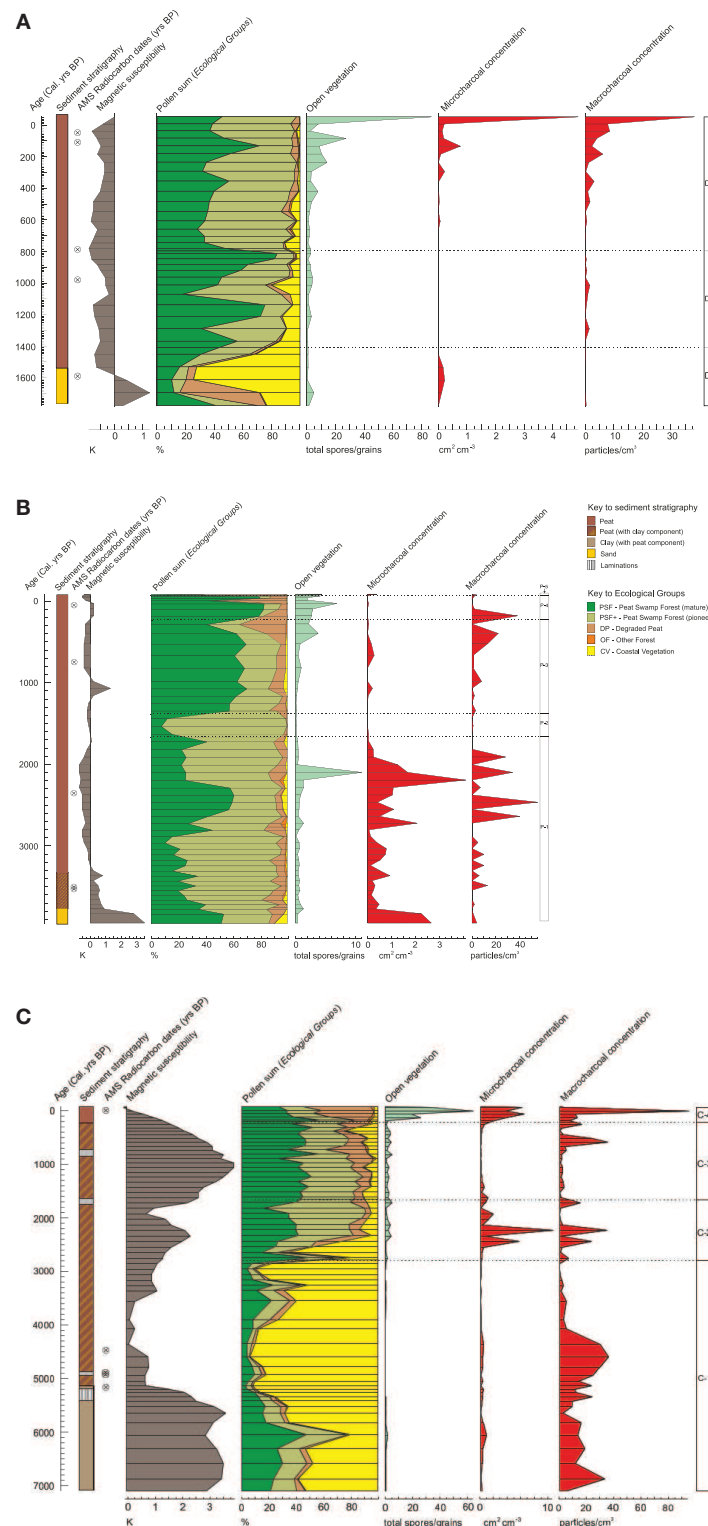 A
Age (Cal. yrs BP)
Sediment stratigraphy
AMS Radiocarbon dates (yrs BP)
Magnetic susceptibility
Pollen sum (Ecological Groups)
Open vegetation
Microcharcoal concentration
Macrocharcoal concentration
0
200
400
600
800
1000
1200
1400
1600
0 1
0 20 40 60 80 100
0 20 40 60 80
0 1 2 3 4 5
0 10 20 30
K
%
total spores/grains
cm² cm⁻³
particles/cm³
B
Age (Cal. yrs BP)
Sediment stratigraphy
AMS Radiocarbon dates (yrs BP)
Magnetic susceptibility
Pollen sum (Ecological Groups)
Open vegetation
Microcharcoal concentration
Macrocharcoal concentration
Key to sediment stratigraphy
Peat
Peat (with clay component)
Clay (with peat component)
Sand
Laminations
Key to Ecological Groups
PSF - Peat Swamp Forest (mature)
PSF+ - Peat Swamp Forest (pionee
DP - Degraded Peat
OF - Other Forest
CV - Coastal Vegetation
0
1000
2000
3000
0 1 2 3
0 20 40 60 80
0 10
0 1 2 3
0 20 40
K
%
total spores/grains
cm² cm⁻³
particles/cm³
C
Age (Cal. yrs BP)
Sediment stratigraphy
AMS Radiocarbon dates (yrs BP)
Magnetic susceptibility
Pollen sum (Ecological Groups)
Open vegetation
Microcharcoal concentration
Macrocharcoal concentration
0
1000
2000
3000
4000
5000
6000
7000
0 1 2 3
0 20 40 60 80 100
0 20 40 60
0 10
0 20 40 60 80
K
%
total spores/grains
cm² cm⁻³
particles/cm³